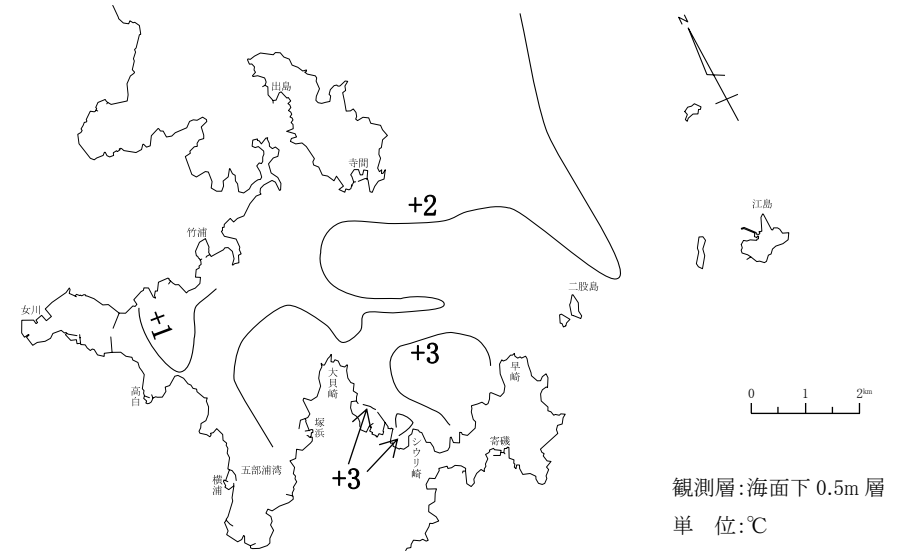 N
出島
寺間
江島
+2
竹浦
二股島
女川
+1
+3
大貝崎
早崎
高白
0 1 2km
塚浜
シウリ崎
寄磯
五部浦湾
横浦
+3
観測層:海面下 0.5m 層
単 位:℃